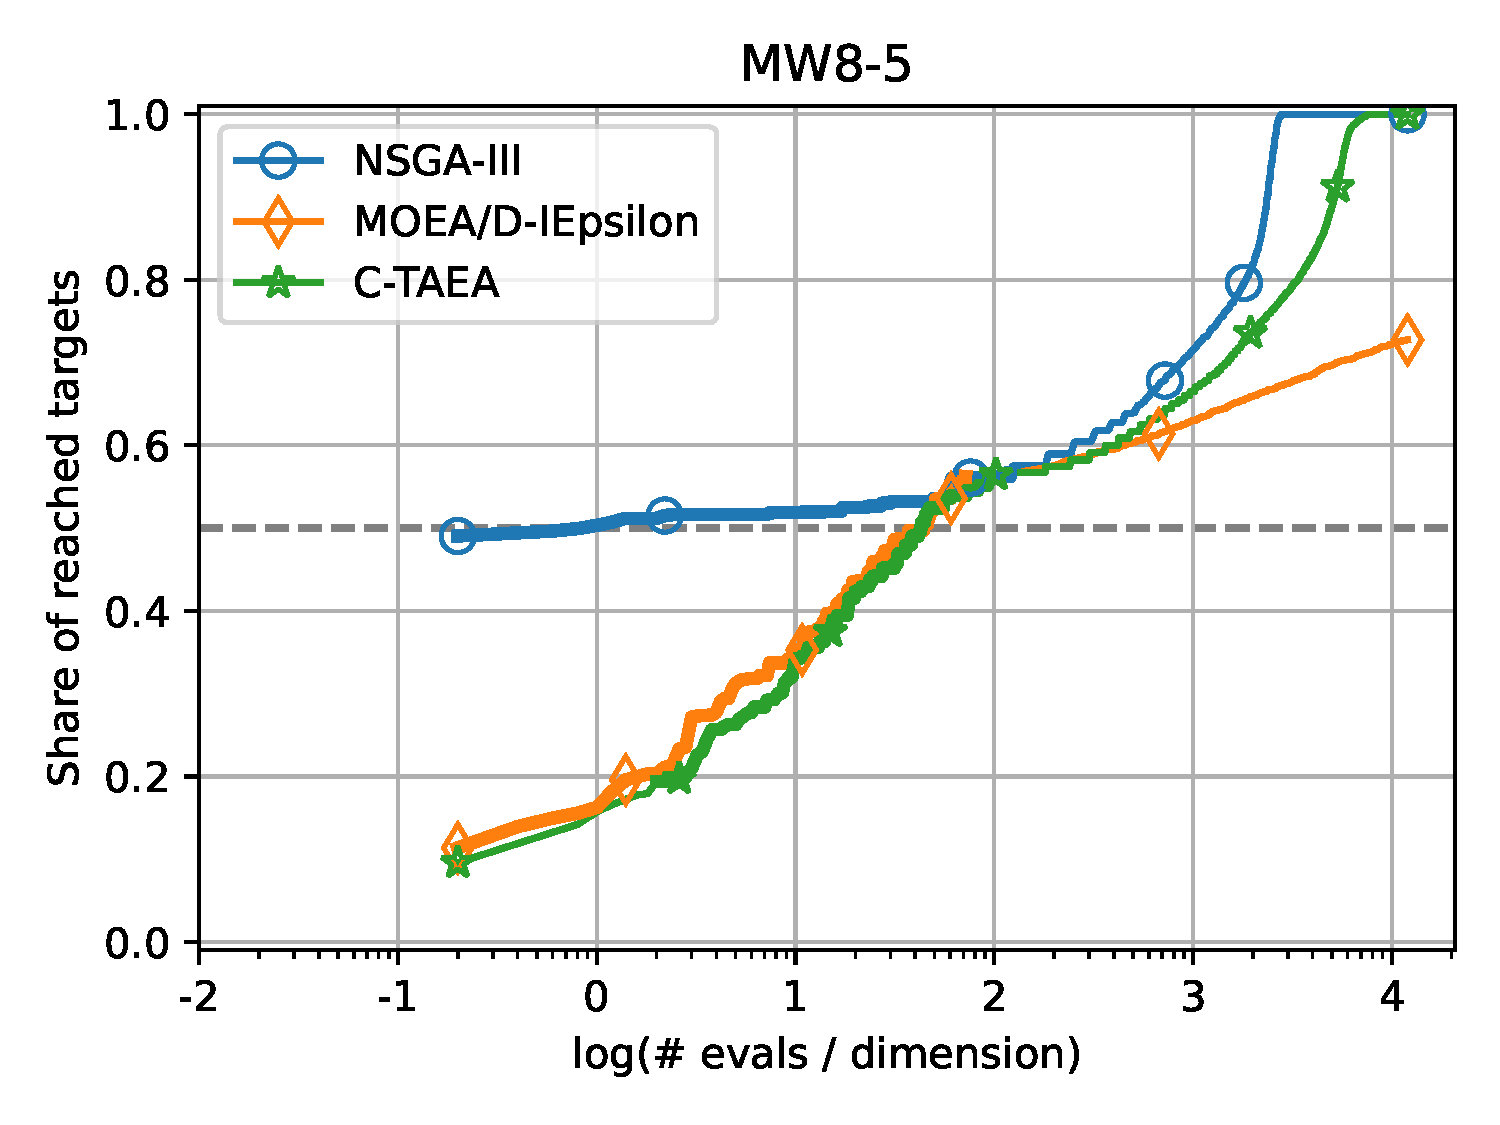 MW8-5
NSGA-III
MOEA/D-IEpsilon
C-TAEA
Share of reached targets
1.0
0.8
0.6
0.4
0.2
0.0
-2 -1 0 1 2 3 4
log(# evals / dimension)